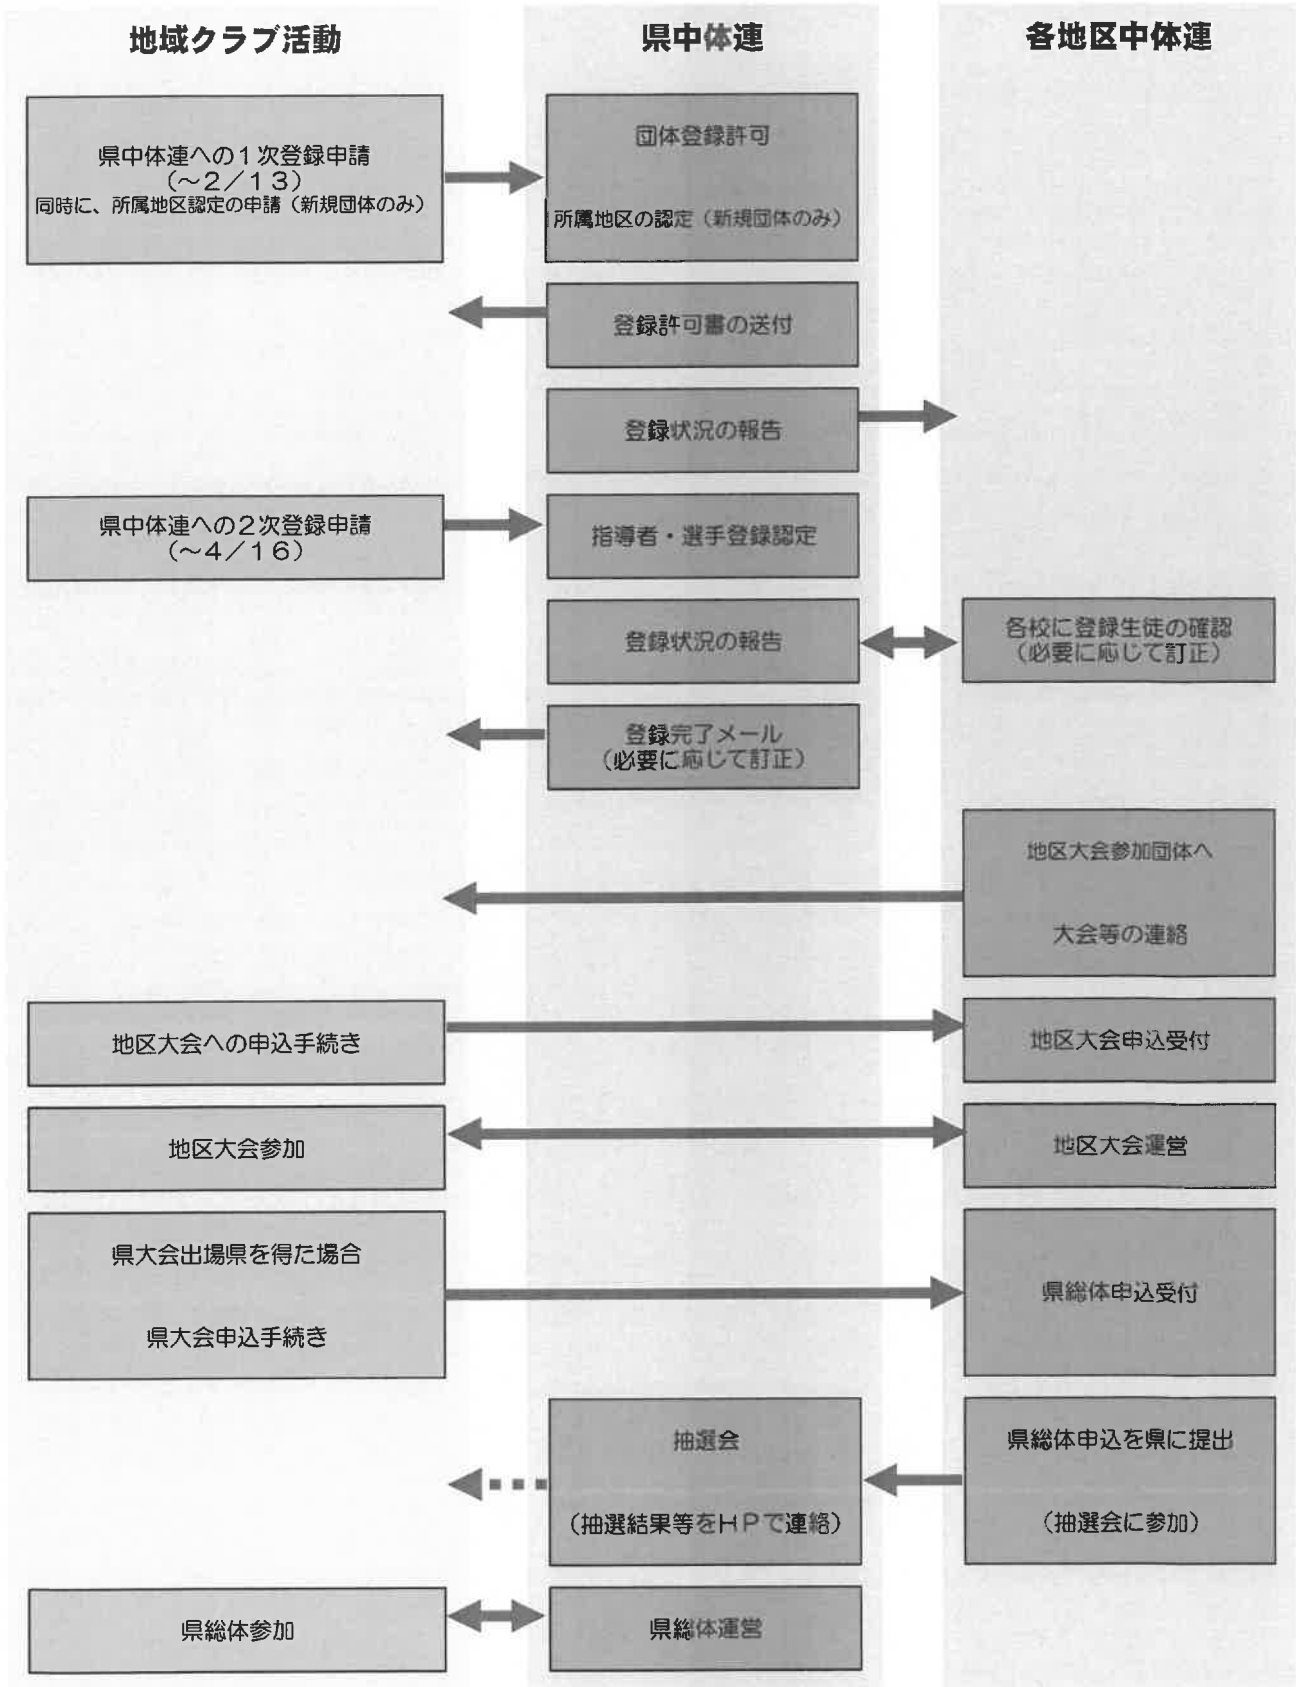 地域クラブ活動
県中体連
各地区中体連
県中体連への1次登録申請
(～2/13)
同時に、所属地区認定の申請(新規団体のみ)
団体登録許可
所属地区の認定(新規団体のみ)
登録許可書の送付
登録状況の報告
県中体連への2次登録申請
(～4/16)
指導者・選手登録認定
登録状況の報告
各校に登録生徒の確認
(必要に応じて訂正)
登録完了メール
(必要に応じて訂正)
地区大会参加団体へ
大会等の連絡
地区大会への申込手続き
地区大会申込受付
地区大会参加
地区大会運営
県大会出場県を得た場合
県大会申込手続き
県総体申込受付
抽選会
(抽選結果等をHPで連絡)
県総体申込を県に提出
(抽選会に参加)
県総体参加
県総体運営